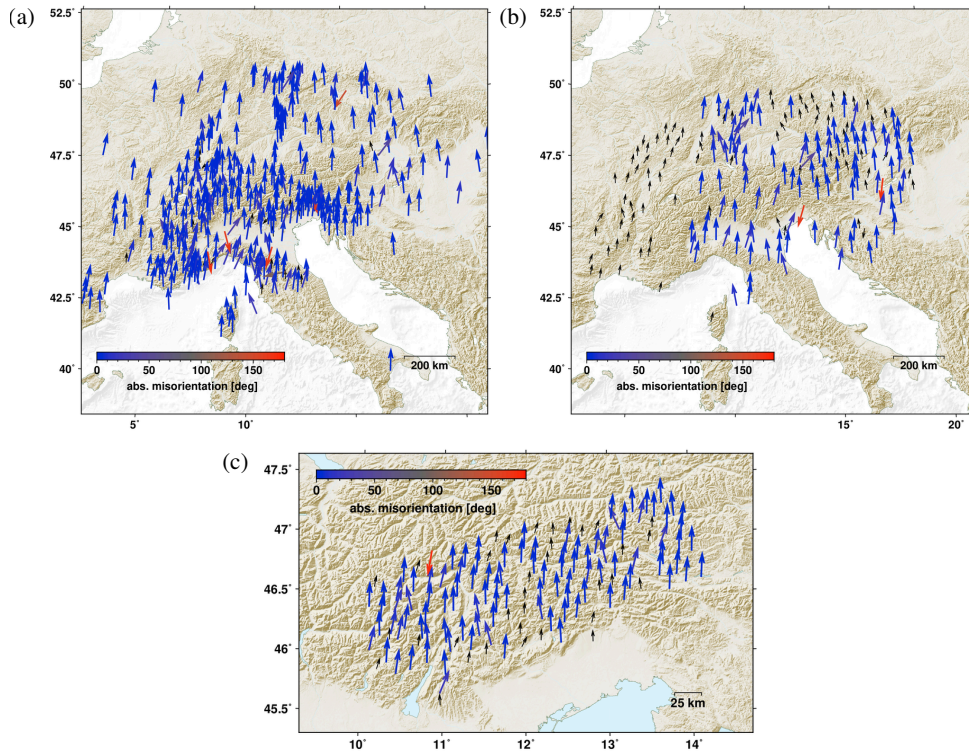 (a)
52.5°
50°
47.5°
45°
42.5°
40°
0 50 100 150
abs. misorientation [deg]
200 km
5° 10°
(b)
52.5°
50°
47.5°
45°
42.5°
40°
0 50 100 150
abs. misorientation [deg]
200 km
15° 20°
(c)
47.5°
47°
46.5°
46°
45.5°
0 50 100 150
abs. misorientation [deg]
25 km
10° 11° 12° 13° 14°